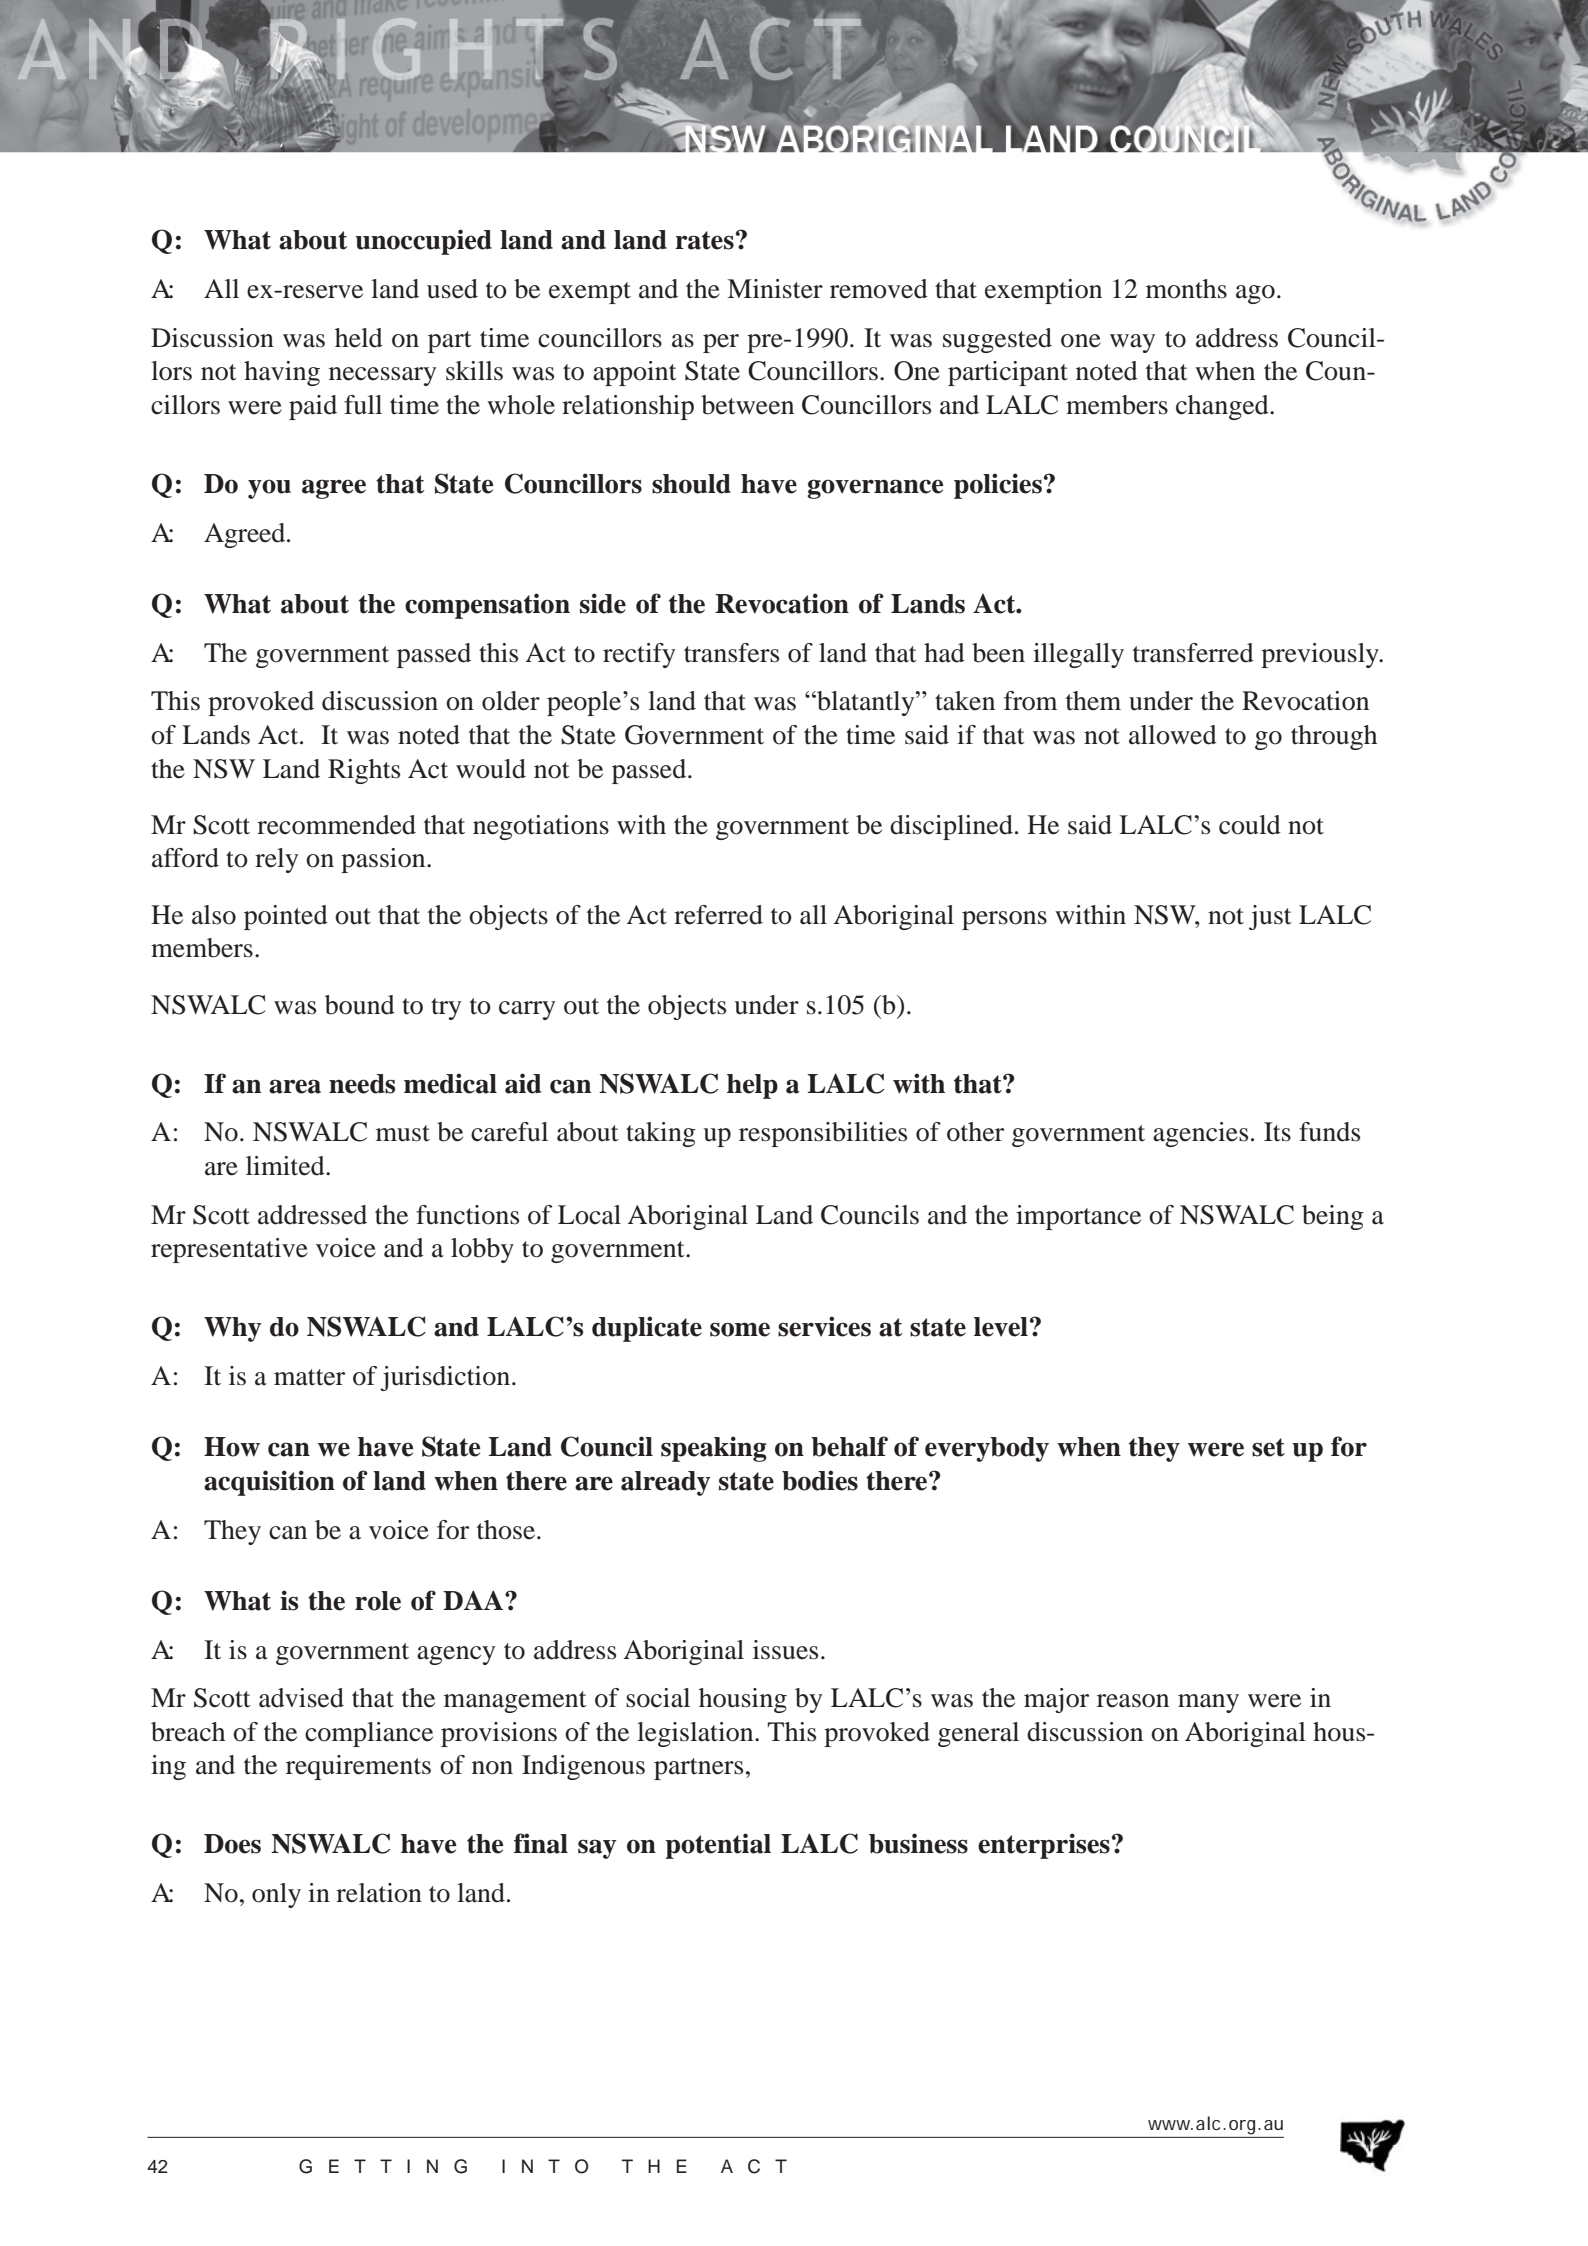 AND RIGHTS ACT
uire and make
ether the aims and
require expansi
ght of developme
NSW ABORIGINAL LAND COUNCIL
NEW SOUTH WALES
ABORIGINAL LAND COUNCIL
Q: What about unoccupied land and land rates?
A: All ex-reserve land used to be exempt and the Minister removed that exemption 12 months ago.
Discussion was held on part time councillors as per pre-1990. It was suggested one way to address Council-
lors not having necessary skills was to appoint State Councillors. One participant noted that when the Coun-
cillors were paid full time the whole relationship between Councillors and LALC members changed.
Q: Do you agree that State Councillors should have governance policies?
A: Agreed.
Q: What about the compensation side of the Revocation of Lands Act.
A: The government passed this Act to rectify transfers of land that had been illegally transferred previously.
This provoked discussion on older people’s land that was “blatantly” taken from them under the Revocation
of Lands Act. It was noted that the State Government of the time said if that was not allowed to go through
the NSW Land Rights Act would not be passed.
Mr Scott recommended that negotiations with the government be disciplined. He said LALC’s could not
afford to rely on passion.
He also pointed out that the objects of the Act referred to all Aboriginal persons within NSW, not just LALC
members.
NSWALC was bound to try to carry out the objects under s.105 (b).
Q: If an area needs medical aid can NSWALC help a LALC with that?
A: No. NSWALC must be careful about taking up responsibilities of other government agencies. Its funds
are limited.
Mr Scott addressed the functions of Local Aboriginal Land Councils and the importance of NSWALC being a
representative voice and a lobby to government.
Q: Why do NSWALC and LALC’s duplicate some services at state level?
A: It is a matter of jurisdiction.
Q: How can we have State Land Council speaking on behalf of everybody when they were set up for
acquisition of land when there are already state bodies there?
A: They can be a voice for those.
Q: What is the role of DAA?
A: It is a government agency to address Aboriginal issues.
Mr Scott advised that the management of social housing by LALC’s was the major reason many were in
breach of the compliance provisions of the legislation. This provoked general discussion on Aboriginal hous-
ing and the requirements of non Indigenous partners,
Q: Does NSWALC have the final say on potential LALC business enterprises?
A: No, only in relation to land.
www.alc.org.au
42 GETTING INTO THE ACT